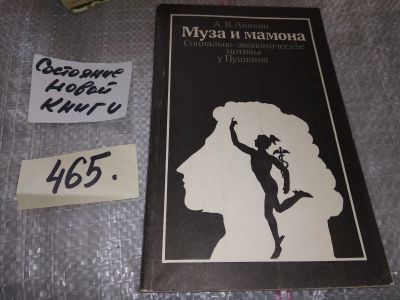 Состояние
новой
книги
465.
А. В. Аникин
Муза и мамона
Социально-экономические
мотивы
у Пушкина